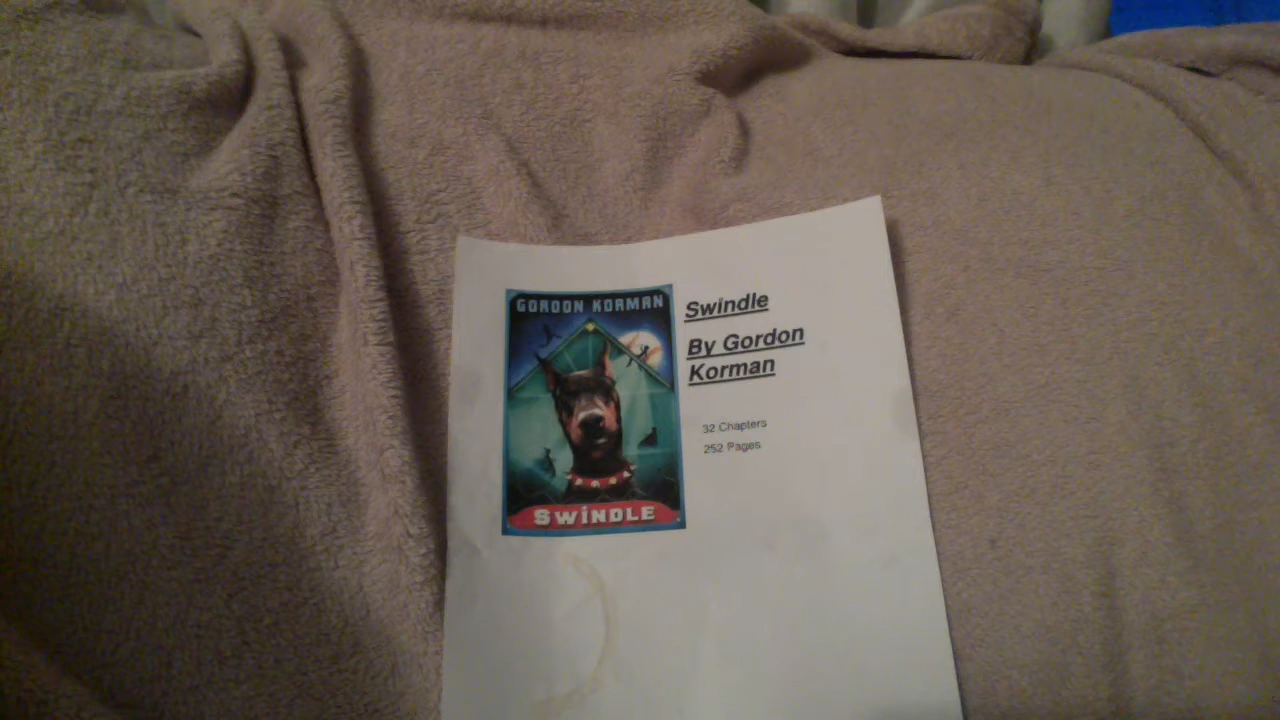 GORDON KORMAN
SWiNDLE
Swindle
By Gordon
Korman
32 Chapters
252 Pages